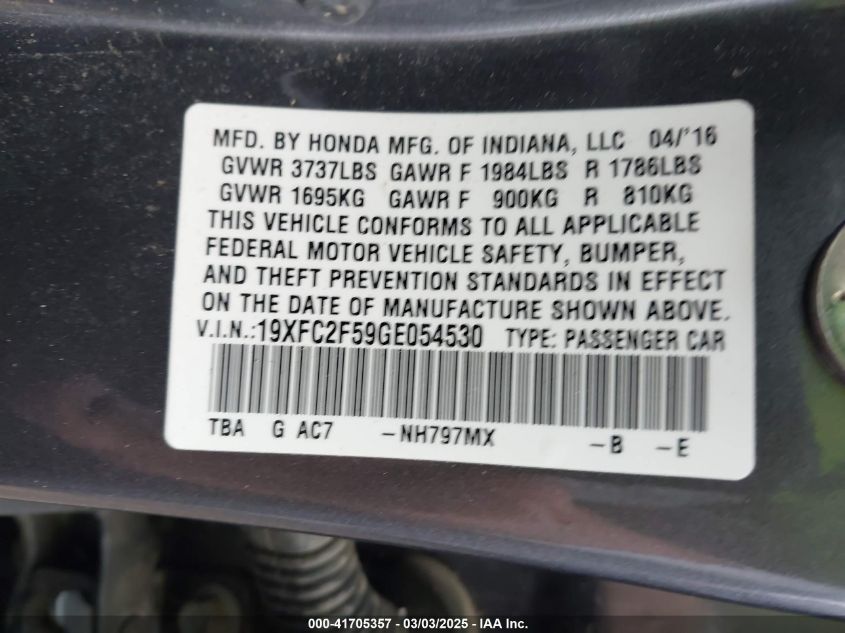 MFD. BY HONDA MFG. OF INDIANA, LLC 04/'16
GVWR 3737LBS GAWR F 1984LBS R 1786LBS
GVWR 1695KG GAWR F 900KG R 810KG
THIS VEHICLE CONFORMS TO ALL APPLICABLE
FEDERAL MOTOR VEHICLE SAFETY, BUMPER,
AND THEFT PREVENTION STANDARDS IN EFFECT
ON THE DATE OF MANUFACTURE SHOWN ABOVE.
V.I.N.:19XFC2F59GE054530 TYPE: PASSENGER CAR
TBA G AC7 -NH797MX -B -E
000-41705357 - 03/03/2025 - IAA Inc.